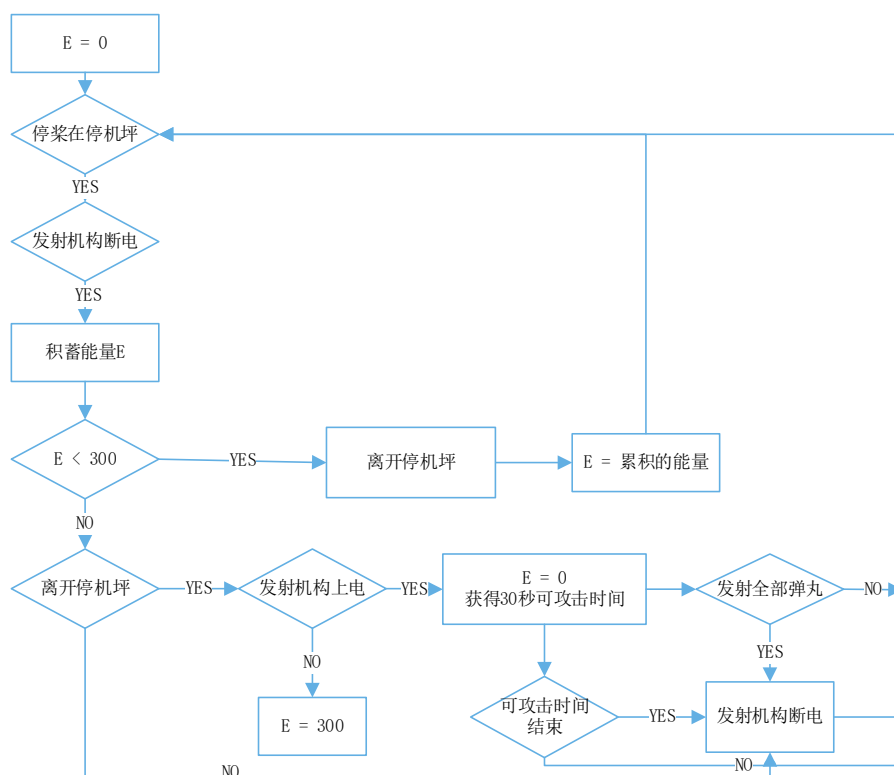 E = 0
停桨在停机坪
YES
发射机构断电
YES
积蓄能量E
E < 300
YES
离开停机坪
E = 累积的能量
NO
离开停机坪
YES
发射机构上电
YES
E = 0
获得30秒可攻击时间
发射全部弹丸
NO
NO
YES
E = 300
可攻击时间
结束
YES
发射机构断电
NO
NO